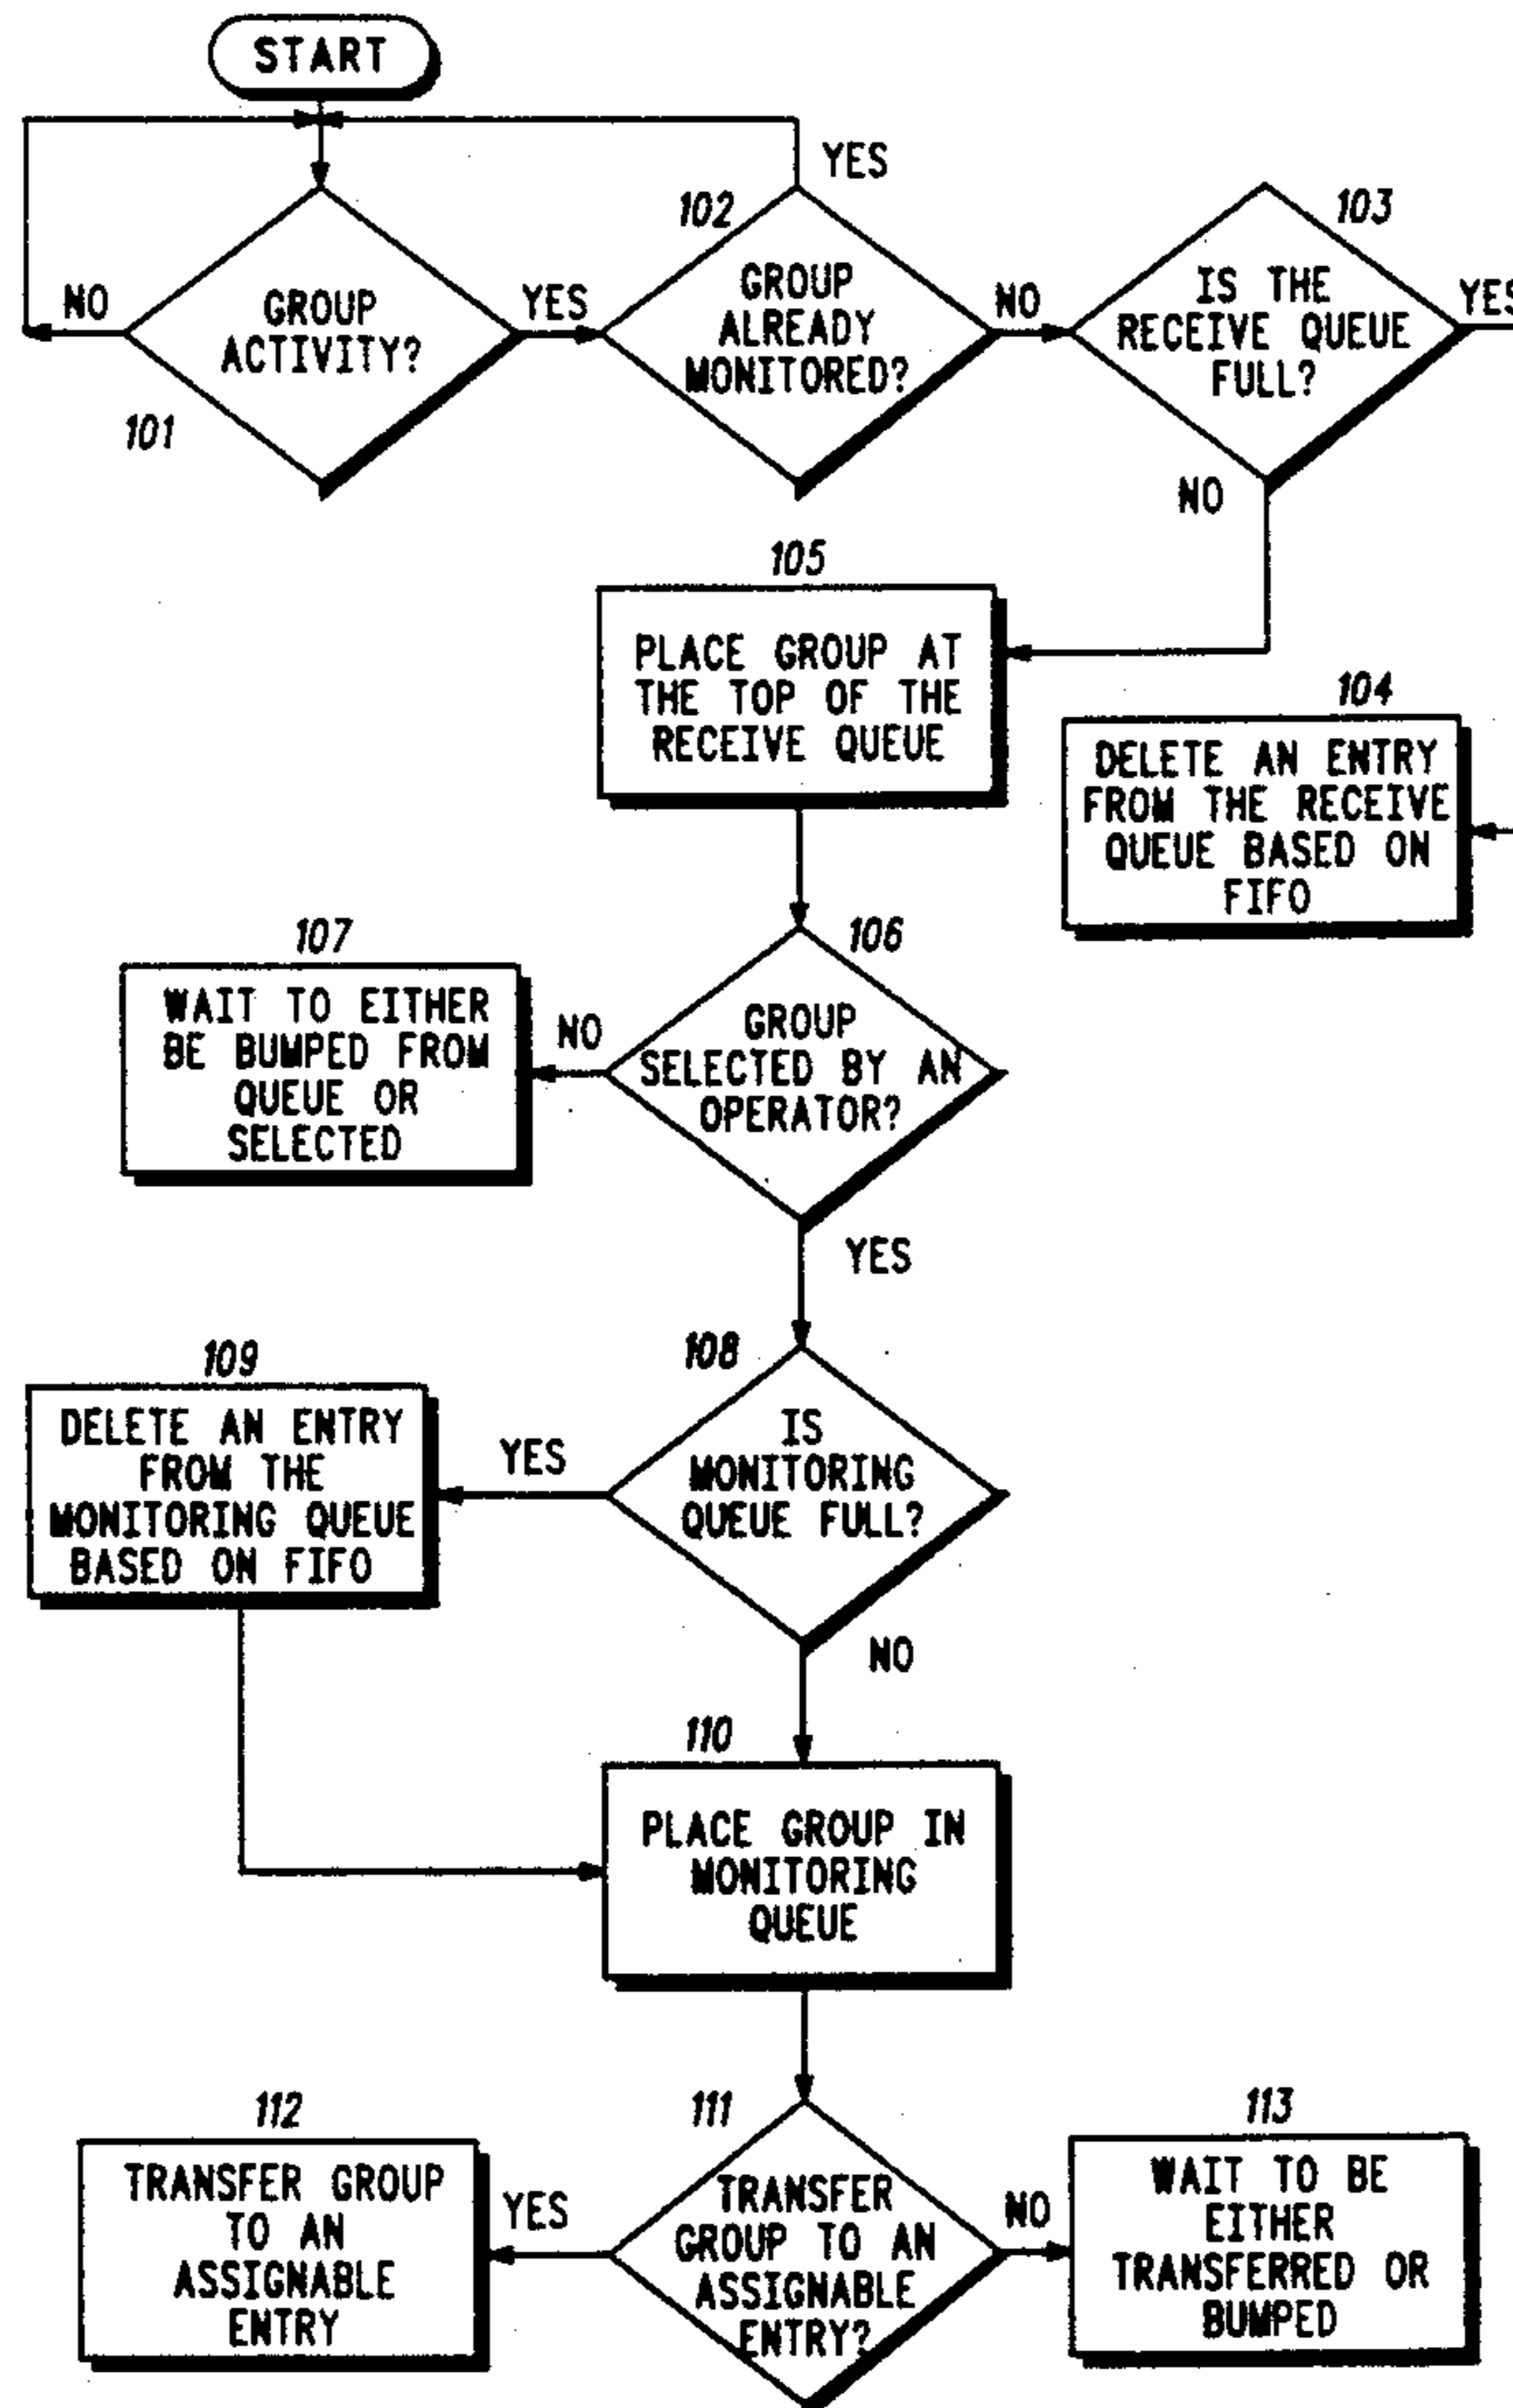 START
YES
102
103
NO
GROUP
ACTIVITY?
YES
GROUP
ALREADY
MONITORED?
NO
IS THE
RECEIVE QUEUE
FULL?
YES
101
NO
105
PLACE GROUP AT
THE TOP OF THE
RECEIVE QUEUE
104
DELETE AN ENTRY
FROM THE RECEIVE
QUEUE BASED ON
FIFO
107
106
WAIT TO EITHER
BE BUMPED FROM
QUEUE OR
SELECTED
NO
GROUP
SELECTED BY AN
OPERATOR?
YES
109
108
DELETE AN ENTRY
FROM THE
MONITORING QUEUE
BASED ON FIFO
YES
IS
MONITORING
QUEUE FULL?
NO
110
PLACE GROUP IN
MONITORING
QUEUE
112
111
113
TRANSFER GROUP
TO AN
ASSIGNABLE
ENTRY
YES
TRANSFER
GROUP TO AN
ASSIGNABLE
ENTRY?
NO
WAIT TO BE
EITHER
TRANSFERRED OR
BUMPED